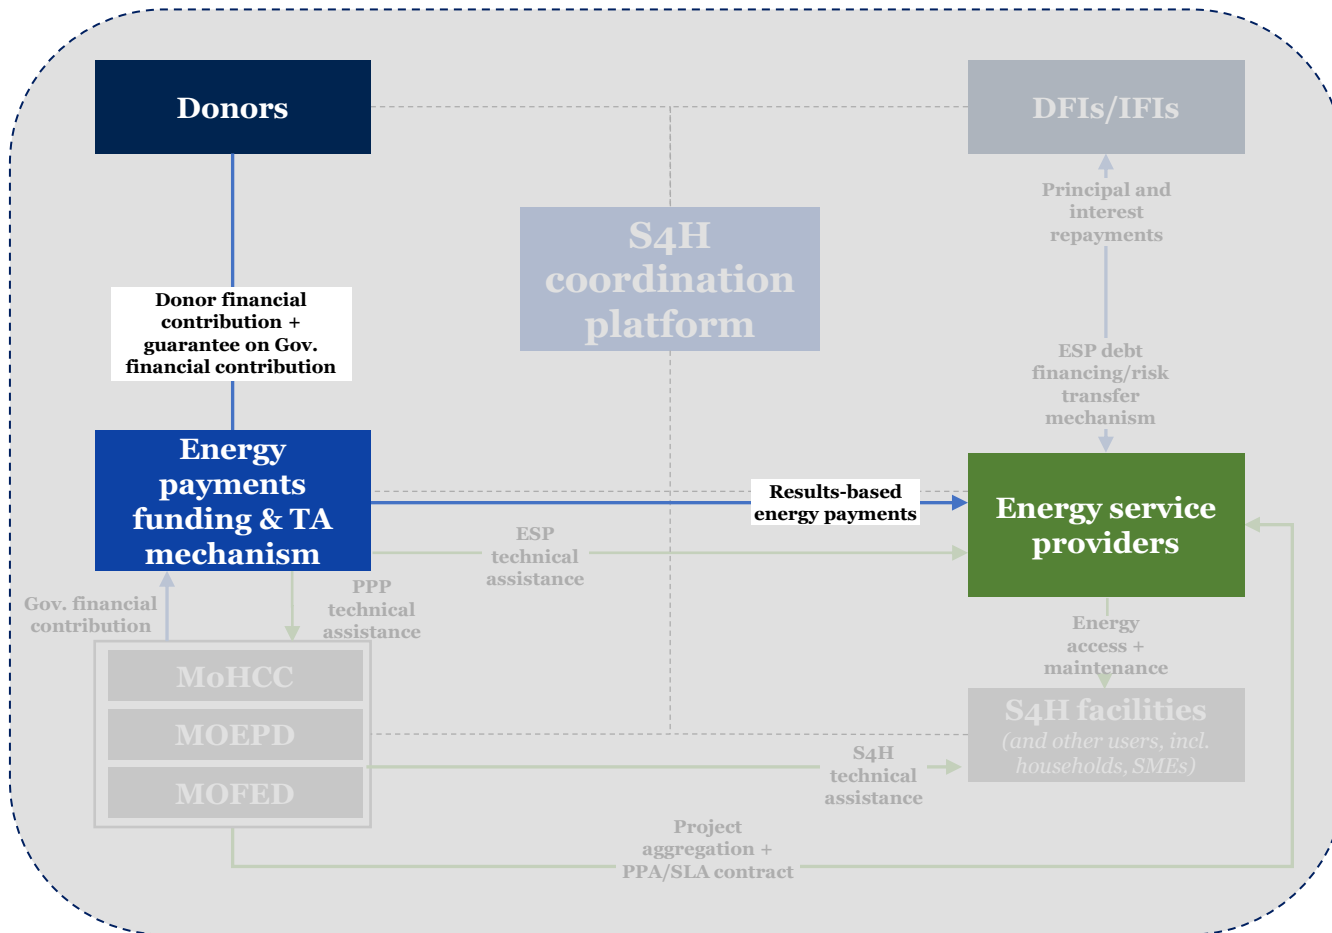 Donors
DFIs/IFIs
Principal and
interest
repayments
S4H
coordination
platform
Donor financial
contribution +
guarantee on Gov.
financial contribution
ESP debt
financing/risk
transfer
mechanism
Energy
payments
funding & TA
mechanism
Results-based
energy payments
Energy service
providers
ESP
technical
assistance
Gov. financial
contribution
PPP
technical
assistance
Energy
access +
maintenance
MoHCC
MOEPD
MOFED
S4H facilities
(and other users, incl.
households, SMEs)
S4H
technical
assistance
Project
aggregation +
PPA/SLA contract